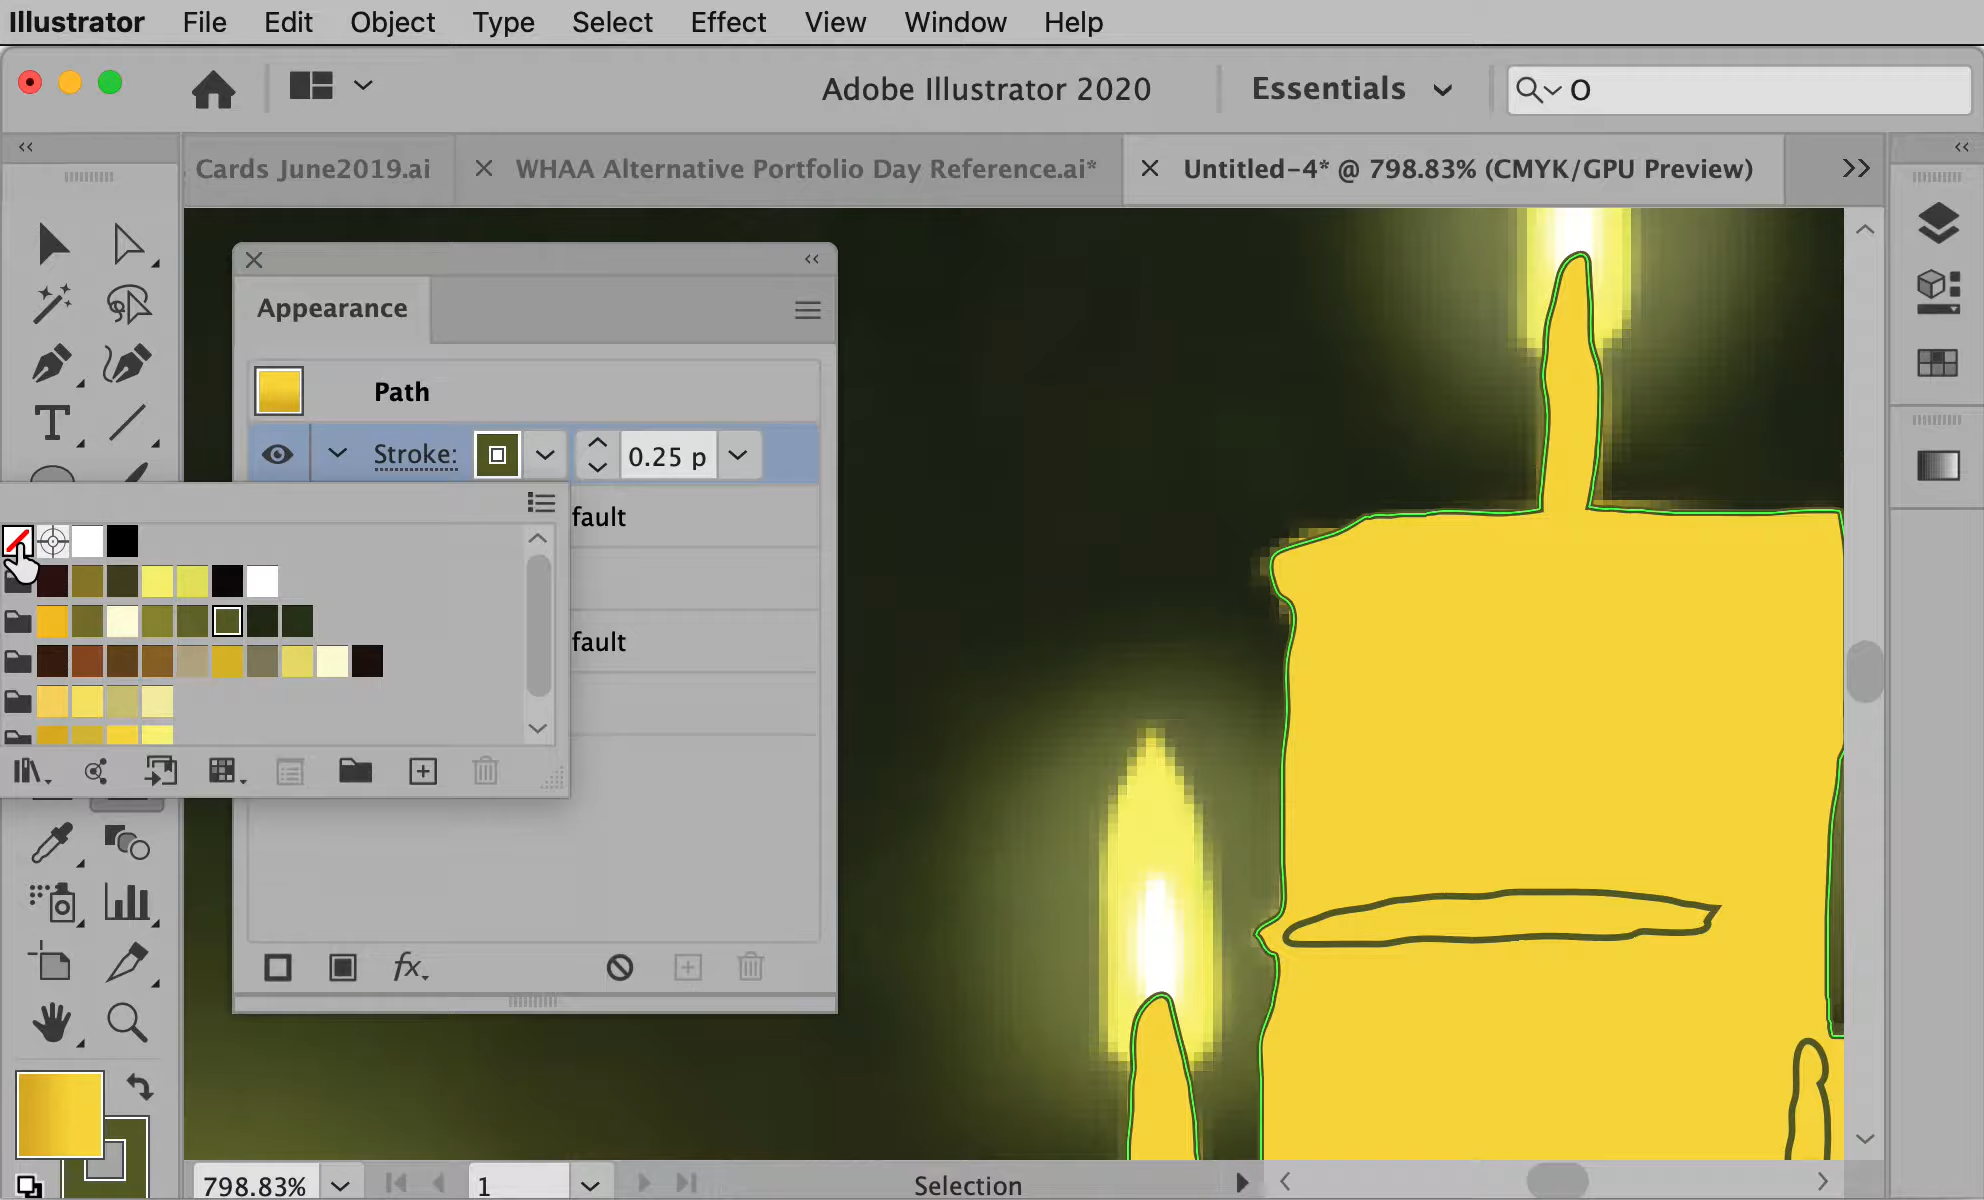 Illustrator File Edit Object Type Select Effect View Window Help
Adobe Illustrator 2020 Essentials O
Cards June2019.ai WHAA Alternative Portfolio Day Reference.ai* Untitled-4* @ 798.83% (CMYK/GPU Preview)
Appearance
Path
Stroke: 0.25 p
fault
fault
fx
798.83% 1 Selection